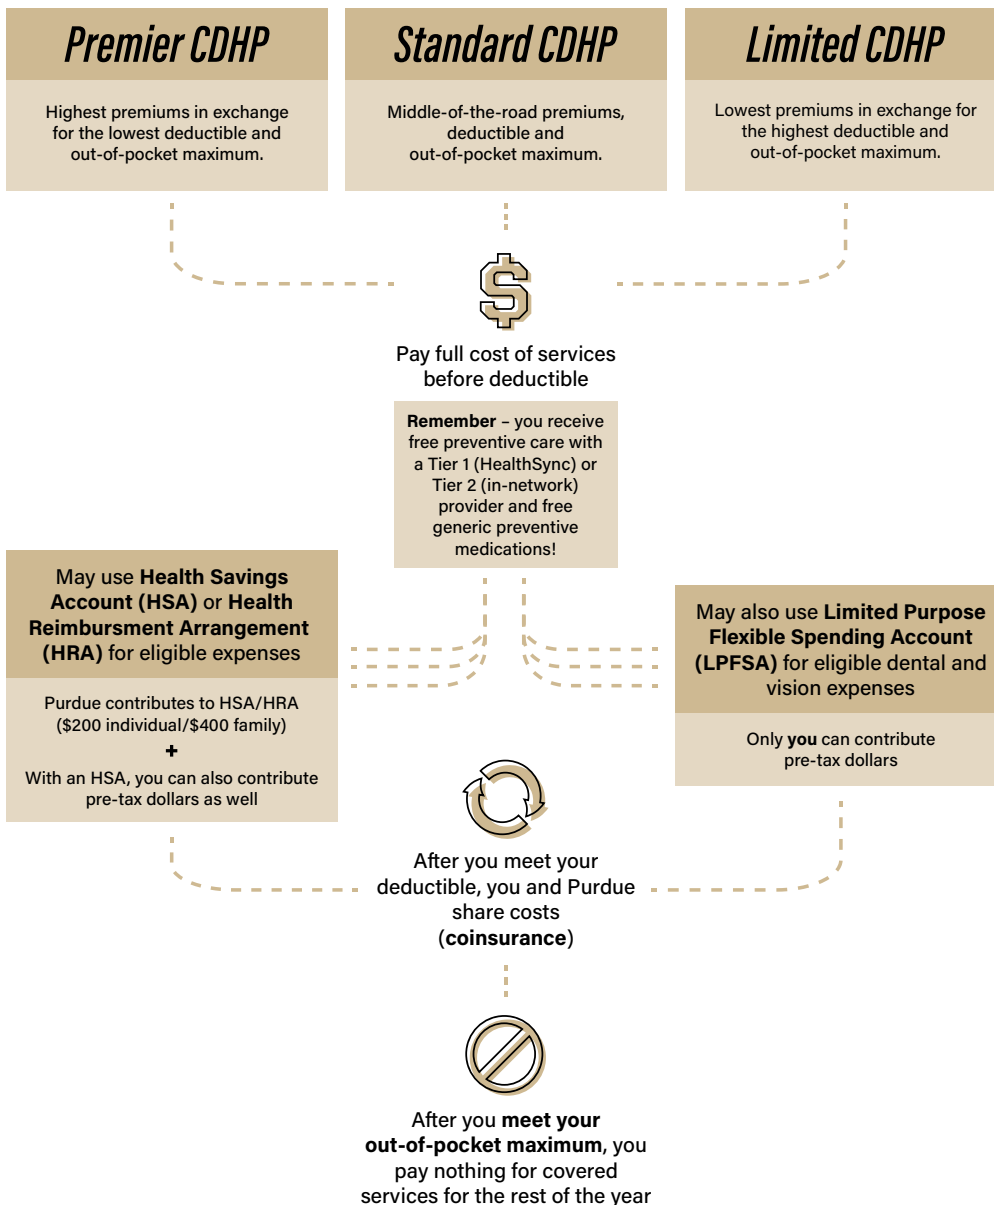 Premier CDHP
Highest premiums in exchange
for the lowest deductible and
out-of-pocket maximum.
Standard CDHP
Middle-of-the-road premiums,
deductible and
out-of-pocket maximum.
Limited CDHP
Lowest premiums in exchange for
the highest deductible and
out-of-pocket maximum.
$
Pay full cost of services
before deductible
Remember – you receive
free preventive care with
a Tier 1 (HealthSync) or
Tier 2 (in-network)
provider and free
generic preventive
medications!
May use Health Savings
Account (HSA) or Health
Reimbursment Arrangement
(HRA) for eligible expenses
Purdue contributes to HSA/HRA
($200 individual/$400 family)
+
With an HSA, you can also contribute
pre-tax dollars as well
May also use Limited Purpose
Flexible Spending Account
(LPFSA) for eligible dental and
vision expenses
Only you can contribute
pre-tax dollars
After you meet your
deductible, you and Purdue
share costs
(coinsurance)
After you meet your
out-of-pocket maximum, you
pay nothing for covered
services for the rest of the year